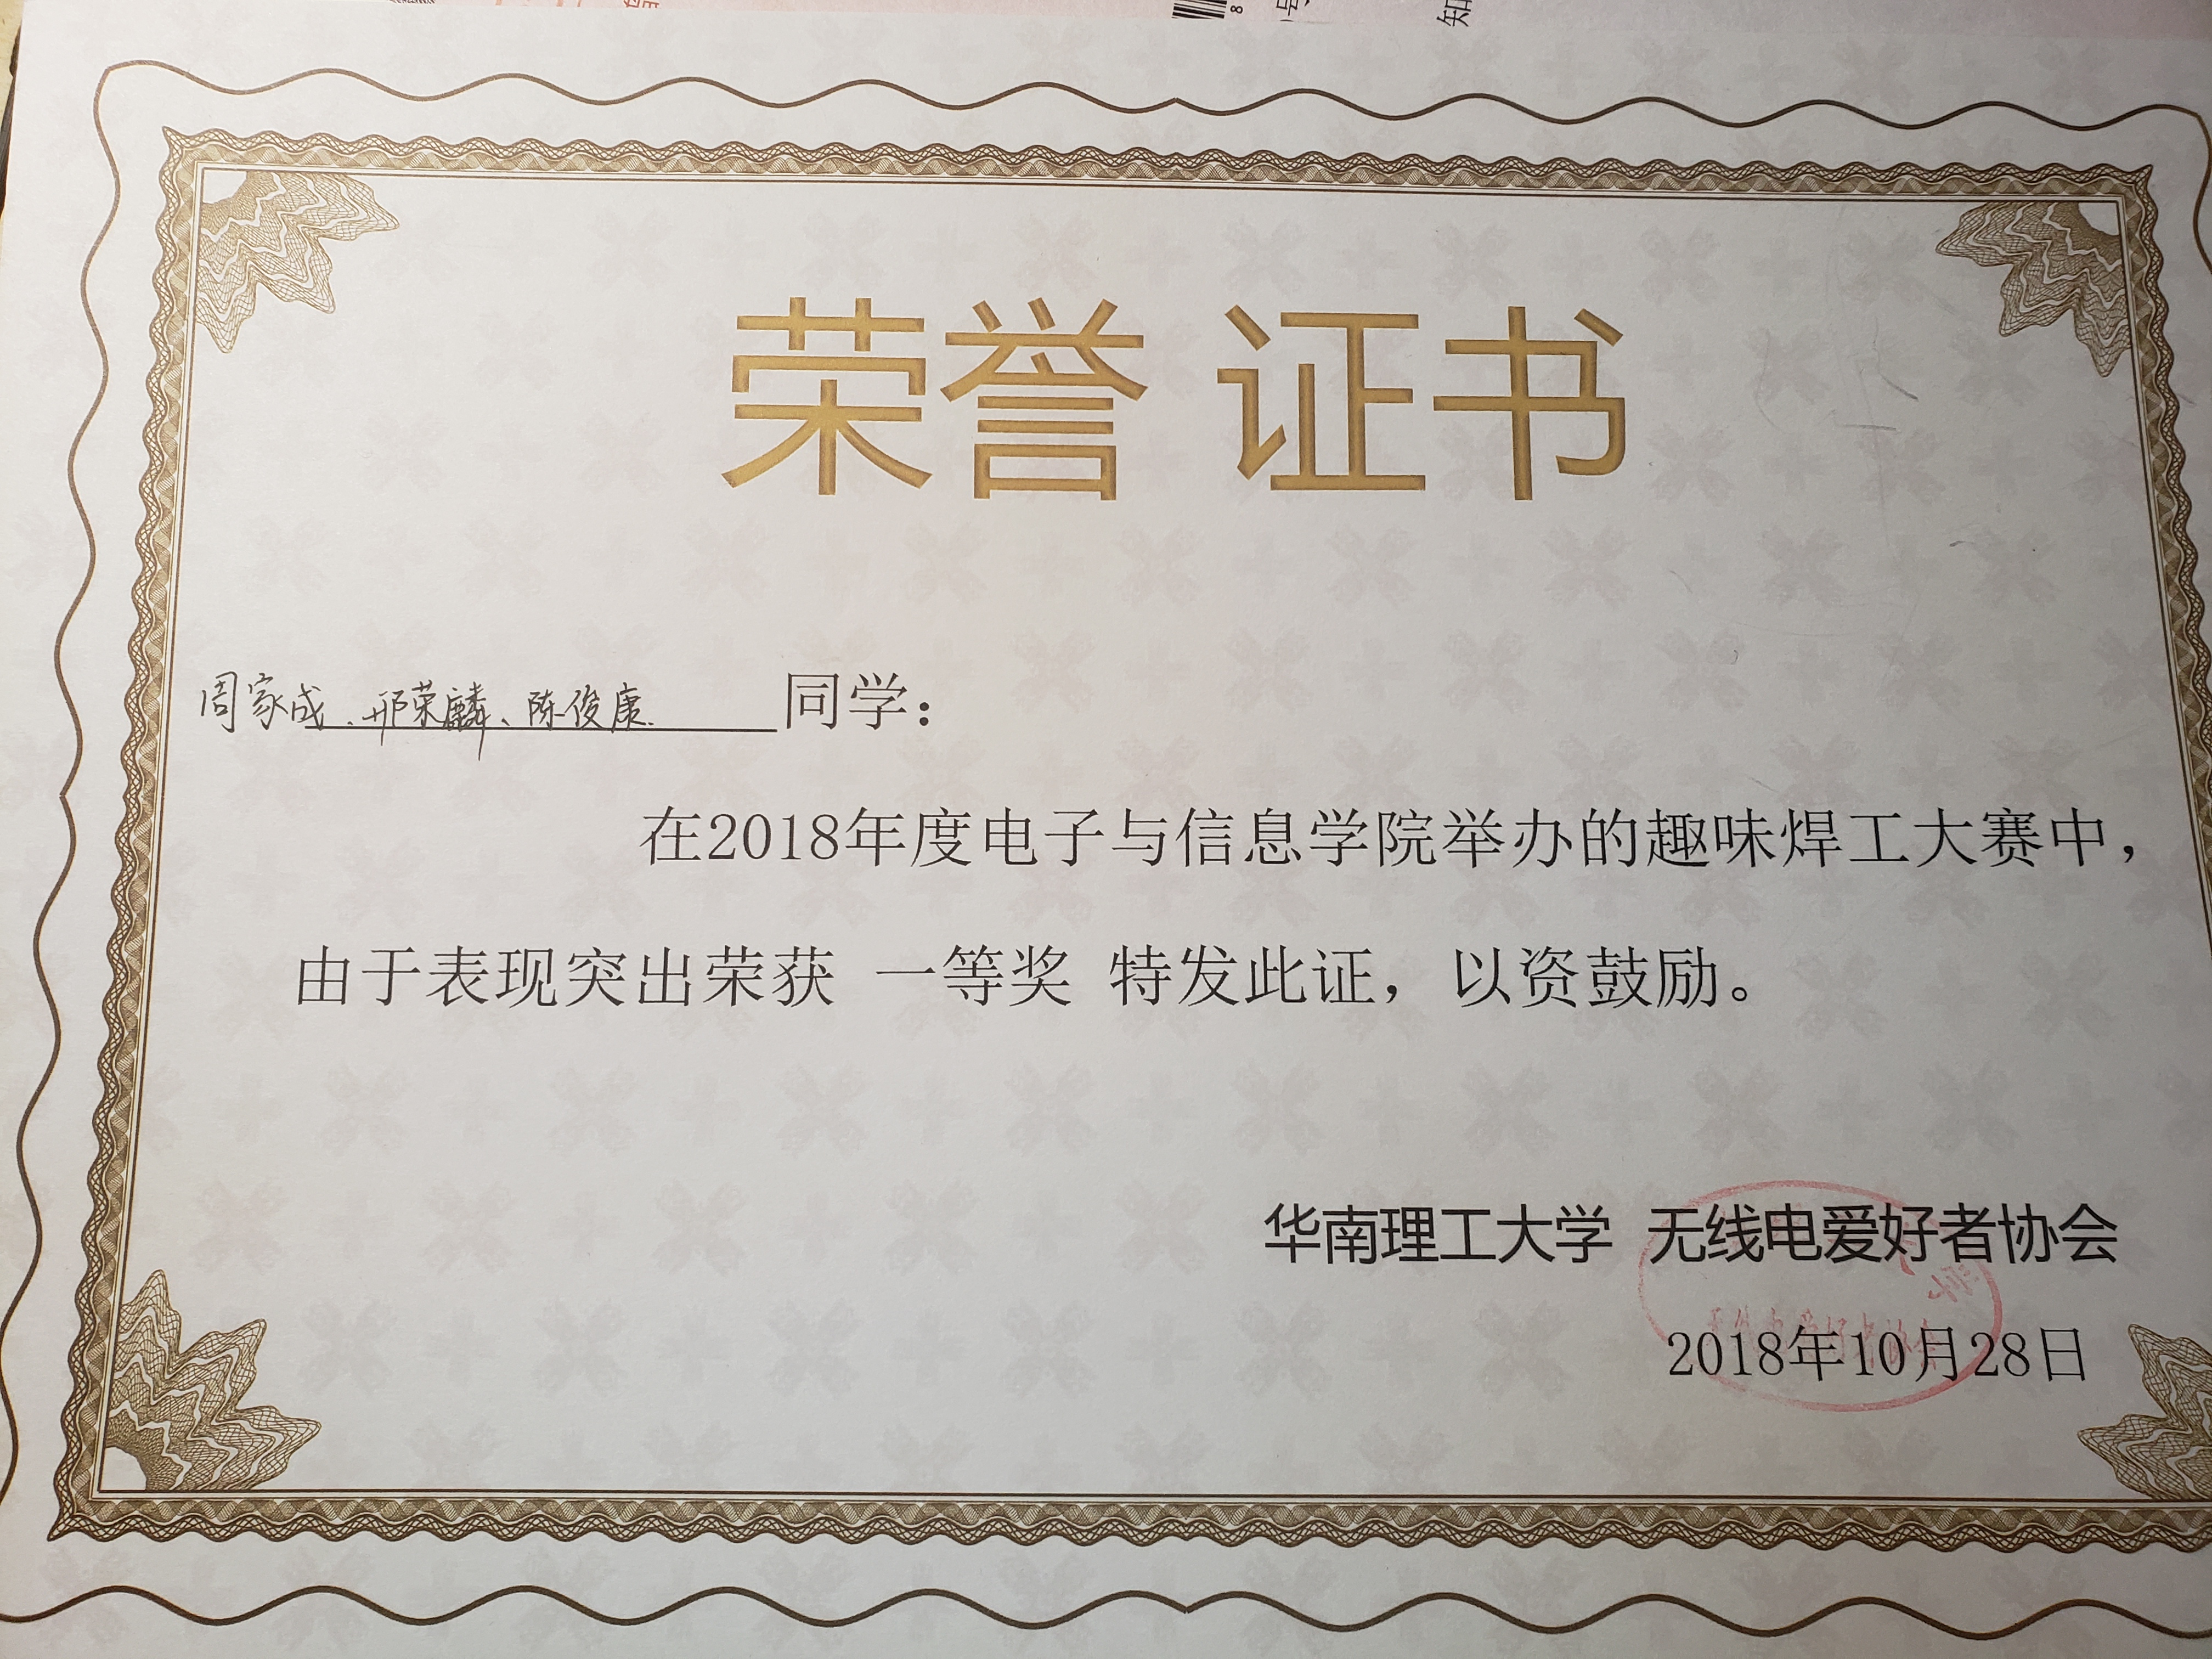 荣誉 证书
周家成、邢荣麟、陈俊康 同学：
在2018年度电子与信息学院举办的趣味焊工大赛中，
由于表现突出荣获 一等奖 特发此证，以资鼓励。
华南理工大学 无线电爱好者协会
2018年10月28日